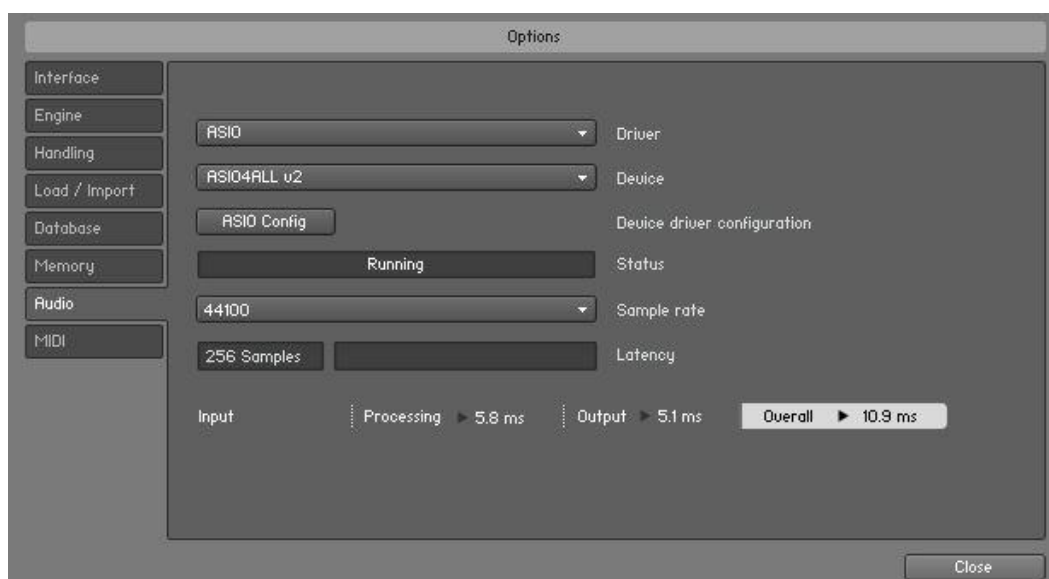 Options
Interface
Engine
Handling
Load / Import
Database
Memory
Audio
MIDI
ASIO Driver
ASIO4ALL v2 Device
ASIO Config Device driver configuration
Running Status
44100 Sample rate
256 Samples Latency
Input Processing ▶ 5.8 ms Output ▶ 5.1 ms Overall ▶ 10.9 ms
Close